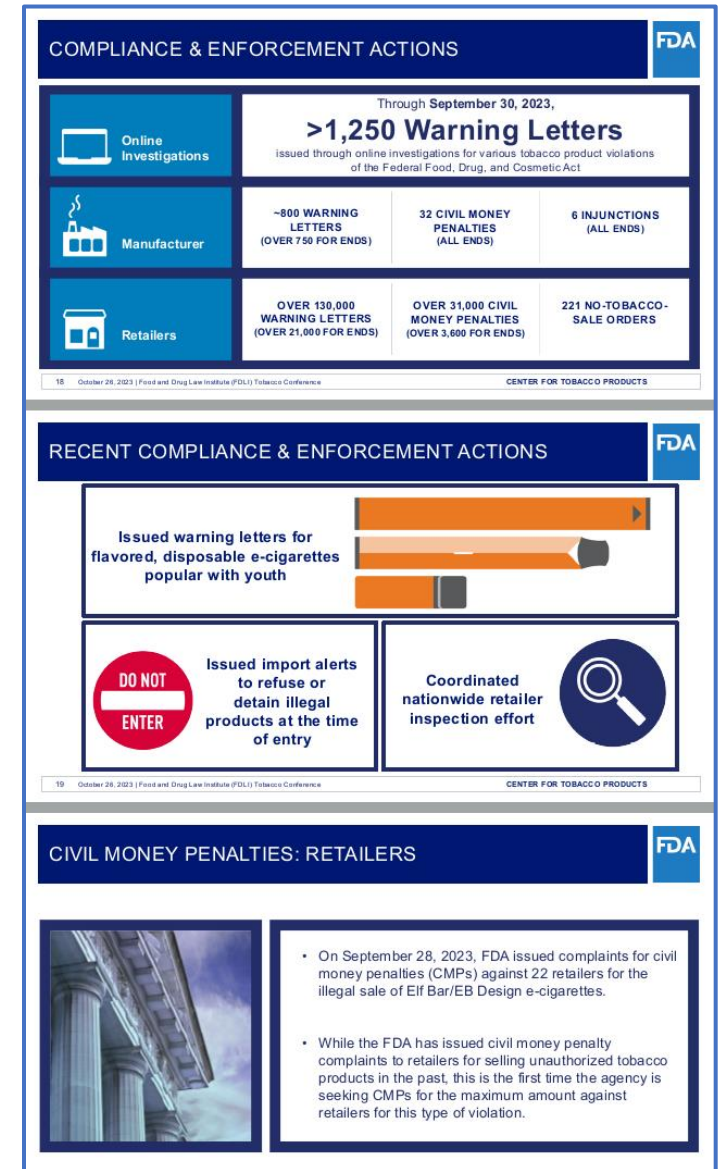 COMPLIANCE & ENFORCEMENT ACTIONS
FDA
Online
Investigations
Through September 30, 2023,
>1,250 Warning Letters
issued through online investigations for various tobacco product violations
of the Federal Food, Drug, and Cosmetic Act
Manufacturer
~800 WARNING
LETTERS
(OVER 750 FOR ENDS)
32 CIVIL MONEY
PENALTIES
(ALL ENDS)
6 INJUNCTIONS
(ALL ENDS)
Retailers
OVER 130,000
WARNING LETTERS
(OVER 21,000 FOR ENDS)
OVER 31,000 CIVIL
MONEY PENALTIES
(OVER 3,600 FOR ENDS)
221 NO-TOBACCO-
SALE ORDERS
18 October 26, 2023 | Food and Drug Law Institute (FDLI) Tobacco Conference
CENTER FOR TOBACCO PRODUCTS
RECENT COMPLIANCE & ENFORCEMENT ACTIONS
FDA
Issued warning letters for
flavored, disposable e-cigarettes
popular with youth
DO NOT
ENTER
Issued import alerts
to refuse or
detain illegal
products at the time
of entry
Coordinated
nationwide retailer
inspection effort
19 October 26, 2023 | Food and Drug Law Institute (FDLI) Tobacco Conference
CENTER FOR TOBACCO PRODUCTS
CIVIL MONEY PENALTIES: RETAILERS
FDA
• On September 28, 2023, FDA issued complaints for civil
money penalties (CMPs) against 22 retailers for the
illegal sale of Elf Bar/EB Design e-cigarettes.
• While the FDA has issued civil money penalty
complaints to retailers for selling unauthorized tobacco
products in the past, this is the first time the agency is
seeking CMPs for the maximum amount against
retailers for this type of violation.